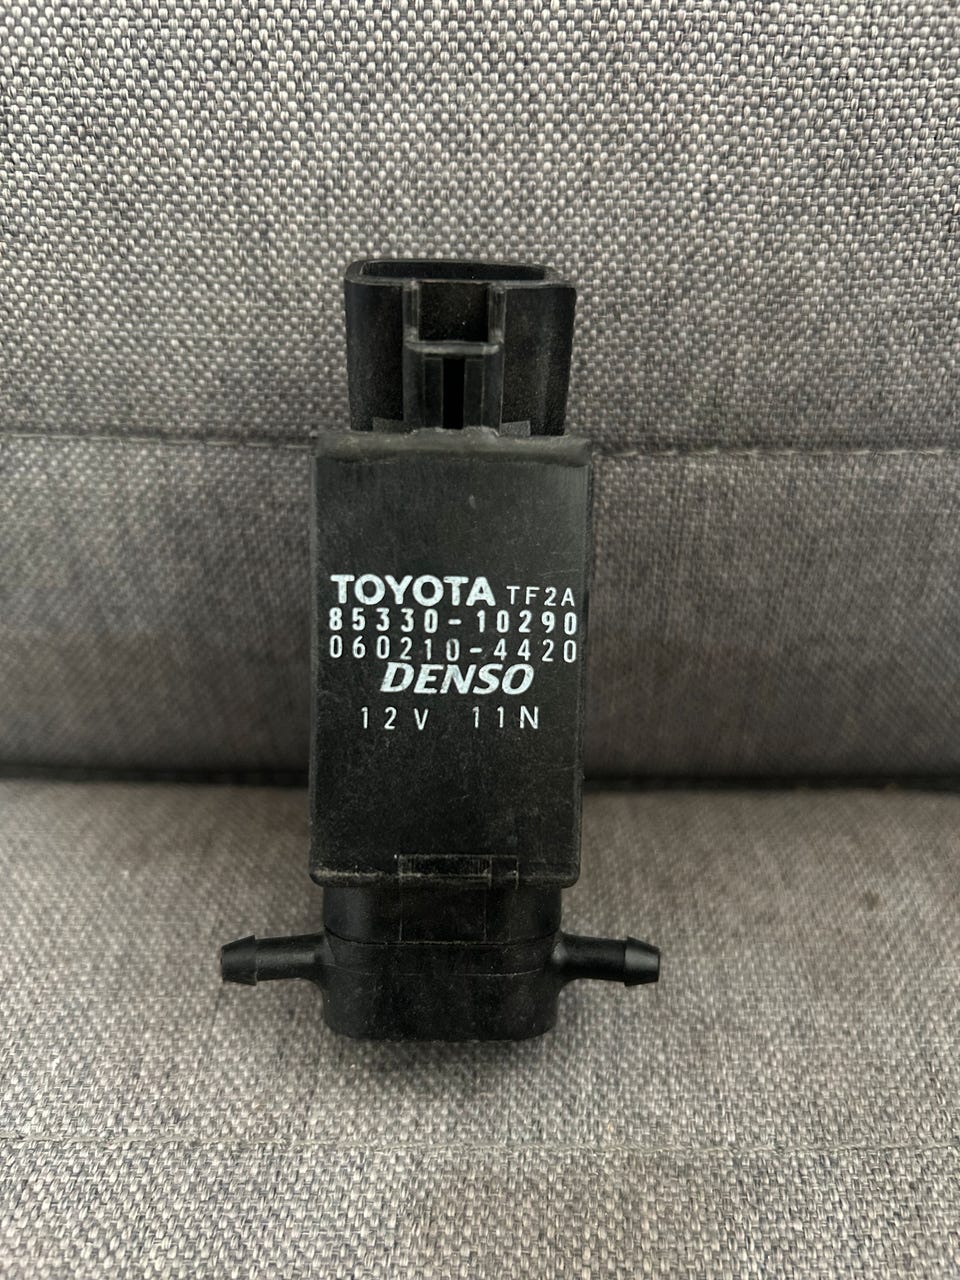 TOYOTA TF2A
85330-10290
060210-4420
DENSO
12V 11N